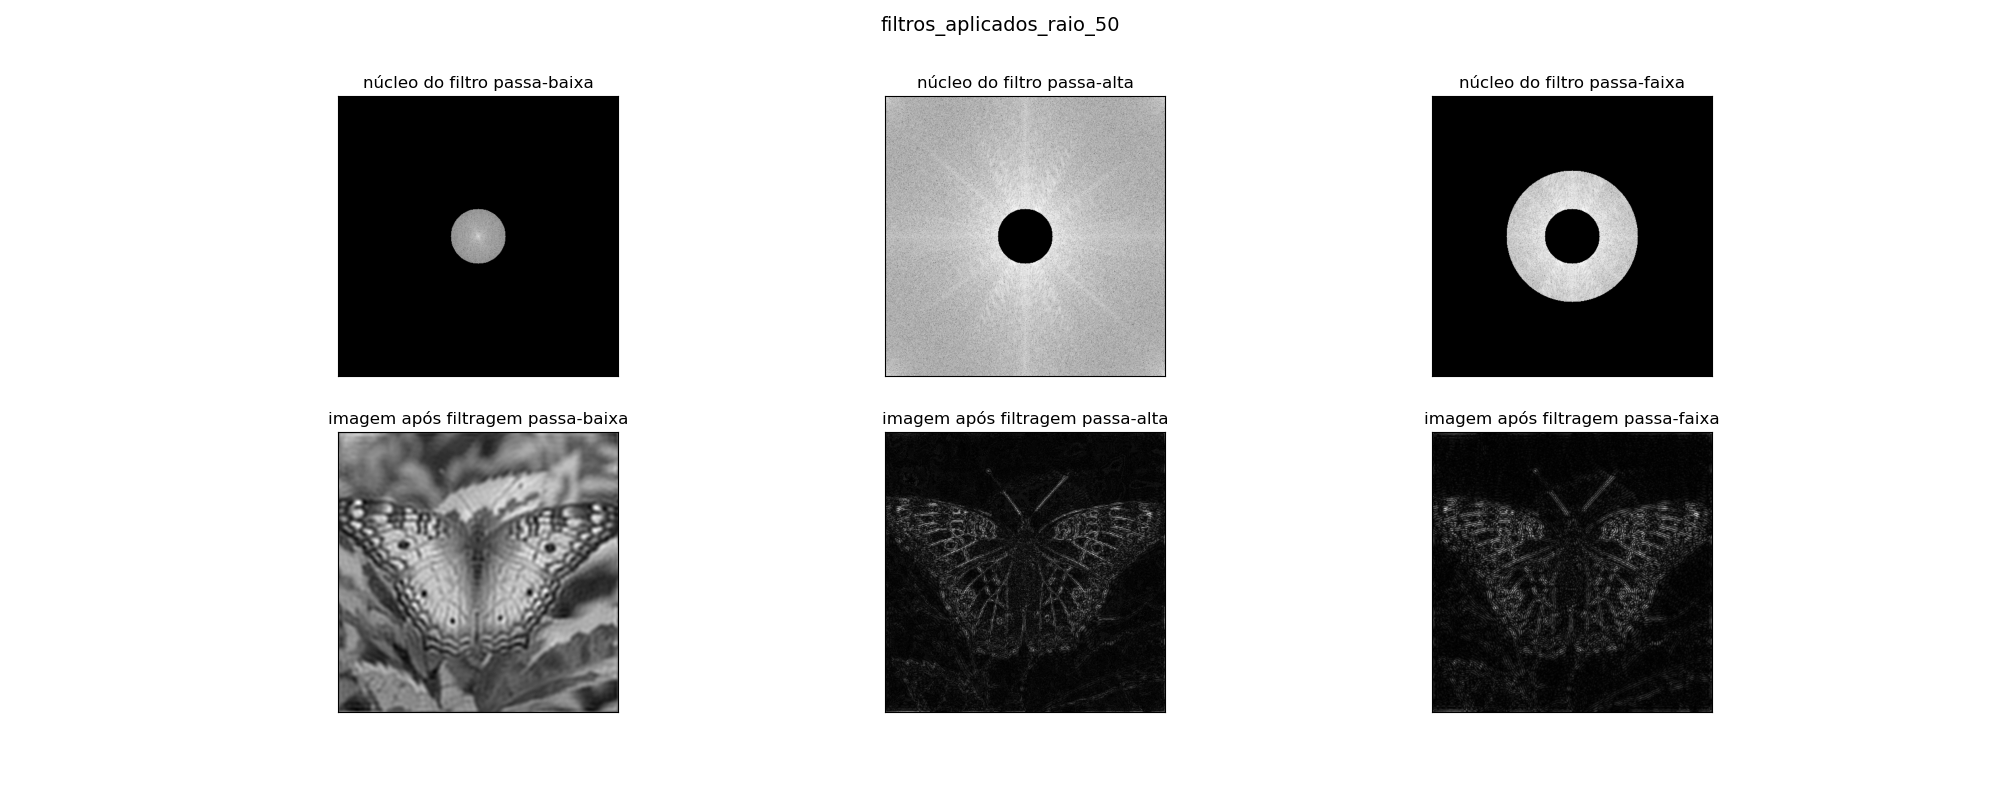 filtros_aplicados_raio_50
núcleo do filtro passa-baixa
núcleo do filtro passa-alta
núcleo do filtro passa-faixa
imagem após filtragem passa-baixa
imagem após filtragem passa-alta
imagem após filtragem passa-faixa